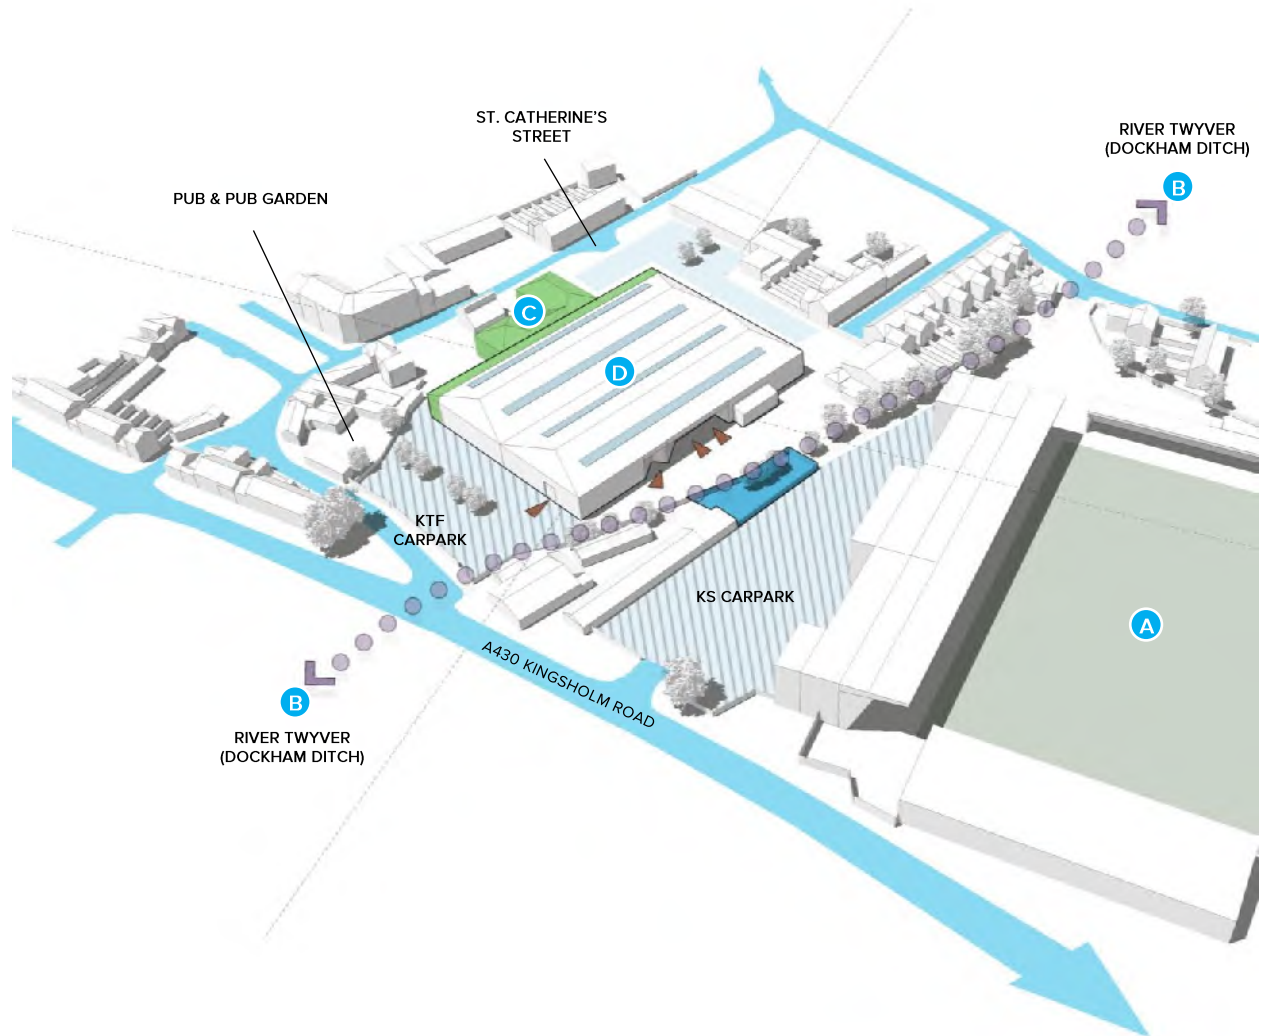 ST. CATHERINE'S
STREET
RIVER TWYVER
(DOCKHAM DITCH)
B
PUB & PUB GARDEN
C
D
KTF
CARPARK
KS CARPARK
A
A430 KINGSHOLM ROAD
B
RIVER TWYVER
(DOCKHAM DITCH)